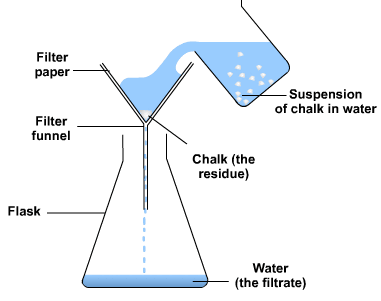 Filter
paper
Suspension
of chalk in water
Filter
funnel
Chalk (the
residue)
Flask
Water
(the filtrate)